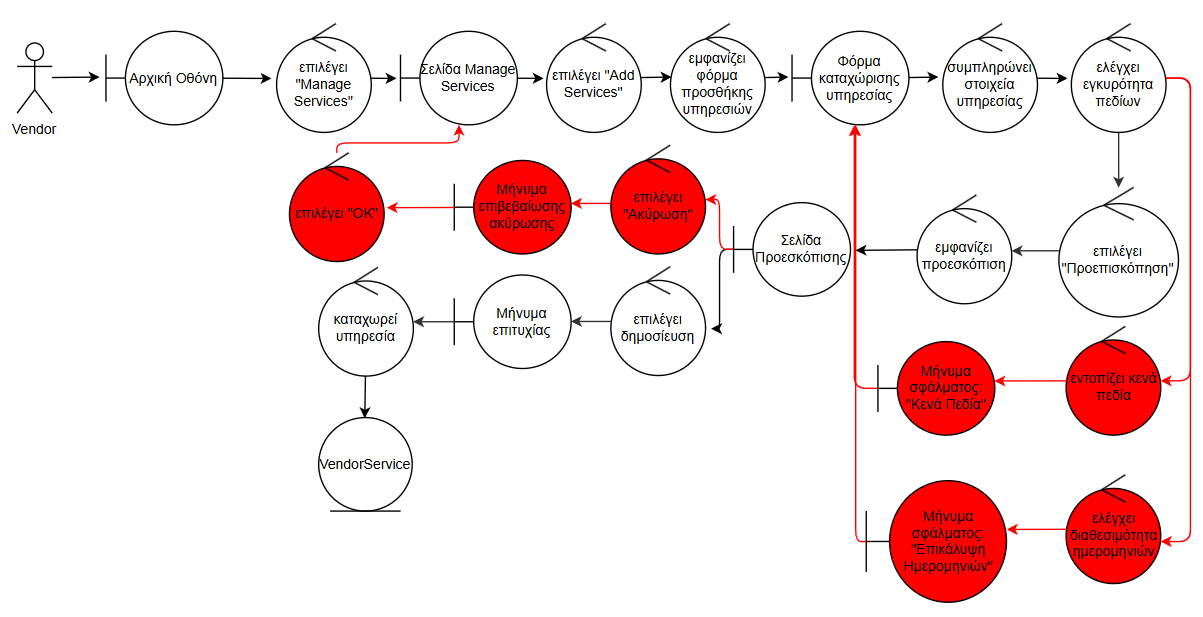 Vendor
Αρχική Οθόνη
επιλέγει
"Manage
Services"
Σελίδα Manage
Services
επιλέγει "Add
Services"
εμφανίζει
φόρμα
προσθήκης
υπηρεσιών
Φόρμα
καταχώρισης
υπηρεσίας
συμπληρώνει
στοιχεία
υπηρεσίας
ελέγχει
εγκυρότητα
πεδίων
επιλέγει "ΟΚ"
Μήνυμα
επιβεβαίωσης
ακύρωσης
επιλέγει
"Ακύρωση"
Σελίδα
Προεσκόπισης
εμφανίζει
προεσκόπιση
επιλέγει
"Προεπισκόπηση"
καταχωρεί
υπηρεσία
Μήνυμα
επιτυχίας
επιλέγει
δημοσίευση
Μήνυμα
σφάλματος:
"Κενά Πεδία"
εντοπίζει κενά
πεδία
VendorService
Μήνυμα
σφάλματος:
"Επικάλυψη
Ημερομηνιών"
ελέγχει
διαθεσιμότητα
ημερομηνιών